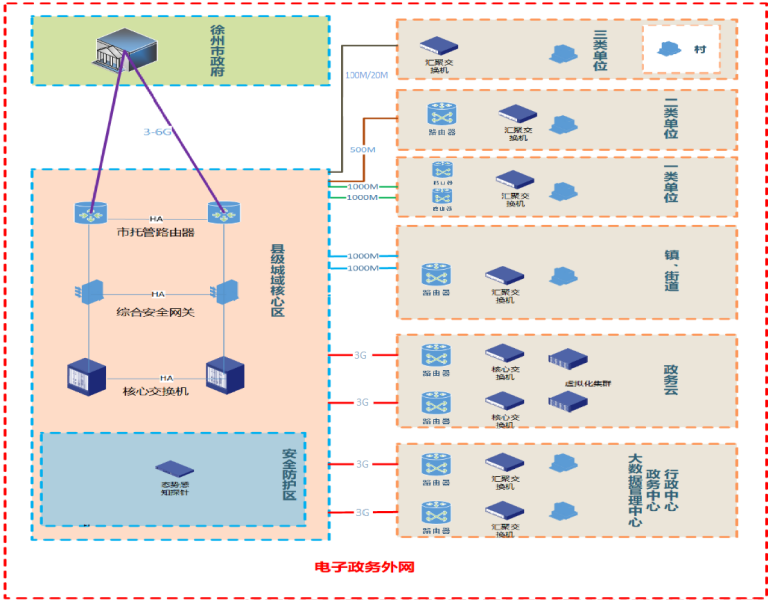 徐州市政府
3-6G
HA
市托管路由器
HA
综合安全网关
HA
核心交换机
县级城域核心区
态势感
知探针
安全防护区
100M/20M
500M
1000M
1000M
1000M
1000M
3G
3G
3G
3G
汇聚交
换机
三类单位
村
路由器
汇聚交
换机
二类单位
路由器
路由器
汇聚交
换机
一类单位
路由器
汇聚交
换机
镇、街道
路由器
核心交
换机
虚拟化集群
路由器
核心交
换机
政务云
路由器
汇聚交
换机
路由器
汇聚交
换机
行政中心
政务中心
大数据管理中心
电子政务外网